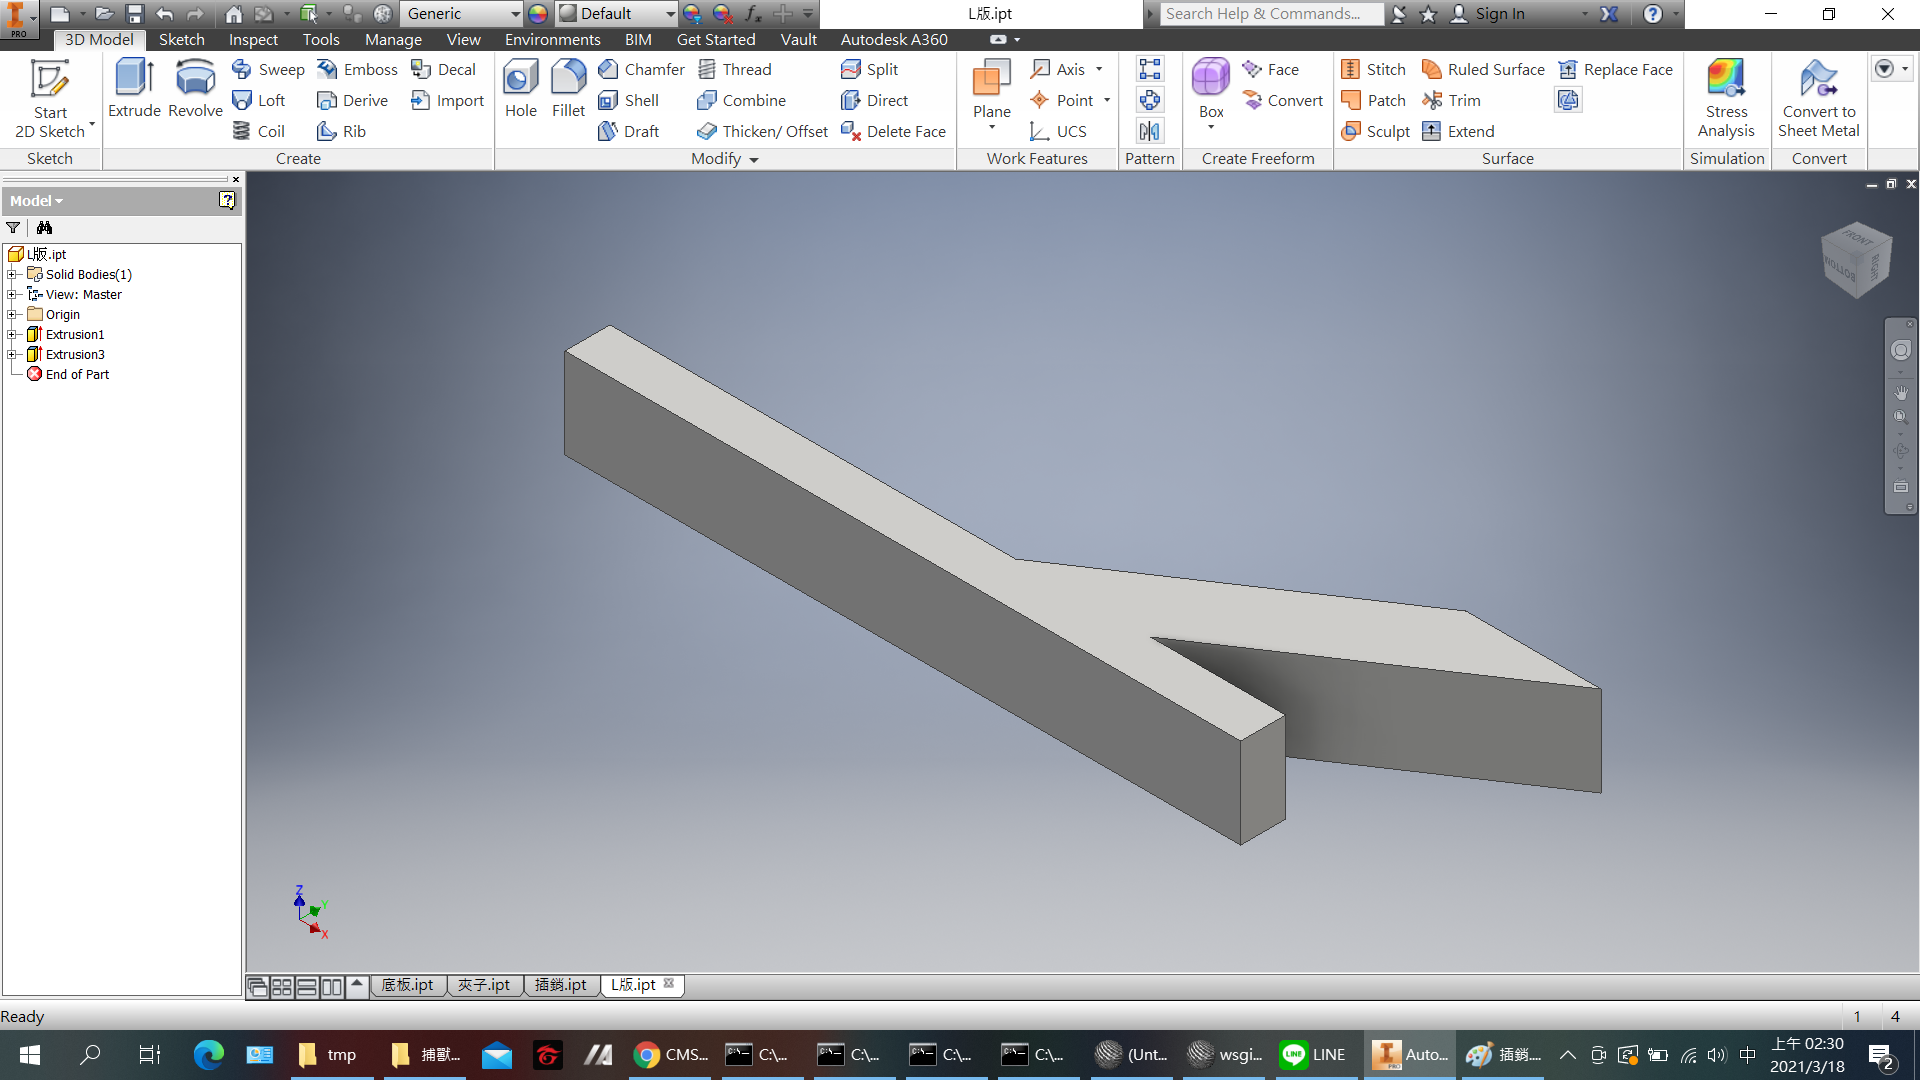 PRO
Generic
Default
L版.ipt
Search Help & Commands...
Sign In
3D Model
Sketch
Inspect
Tools
Manage
View
Environments
BIM
Get Started
Vault
Autodesk A360
Start
2D Sketch
Extrude
Revolve
Sweep
Emboss
Decal
Loft
Derive
Import
Coil
Rib
Hole
Fillet
Chamfer
Thread
Split
Shell
Combine
Direct
Draft
Thicken/ Offset
Delete Face
Plane
Axis
Point
UCS
Box
Face
Convert
Stitch
Ruled Surface
Replace Face
Patch
Trim
Sculpt
Extend
Stress
Analysis
Convert to
Sheet Metal
Sketch
Create
Modify
Work Features
Pattern
Create Freeform
Surface
Simulation
Convert
Model
L版.ipt
Solid Bodies(1)
View: Master
Origin
Extrusion1
Extrusion3
End of Part
FRONT
BOTTOM
RIGHT
Z
Y
X
底板.ipt
夾子.ipt
插銷.ipt
L版.ipt
Ready
1
4
tmp
捕獸...
CMS...
C:\...
C:\...
C:\...
C:\...
(Unt...
wsgi...
LINE
Auto...
插銷....
中
上午 02:30
2021/3/18
2